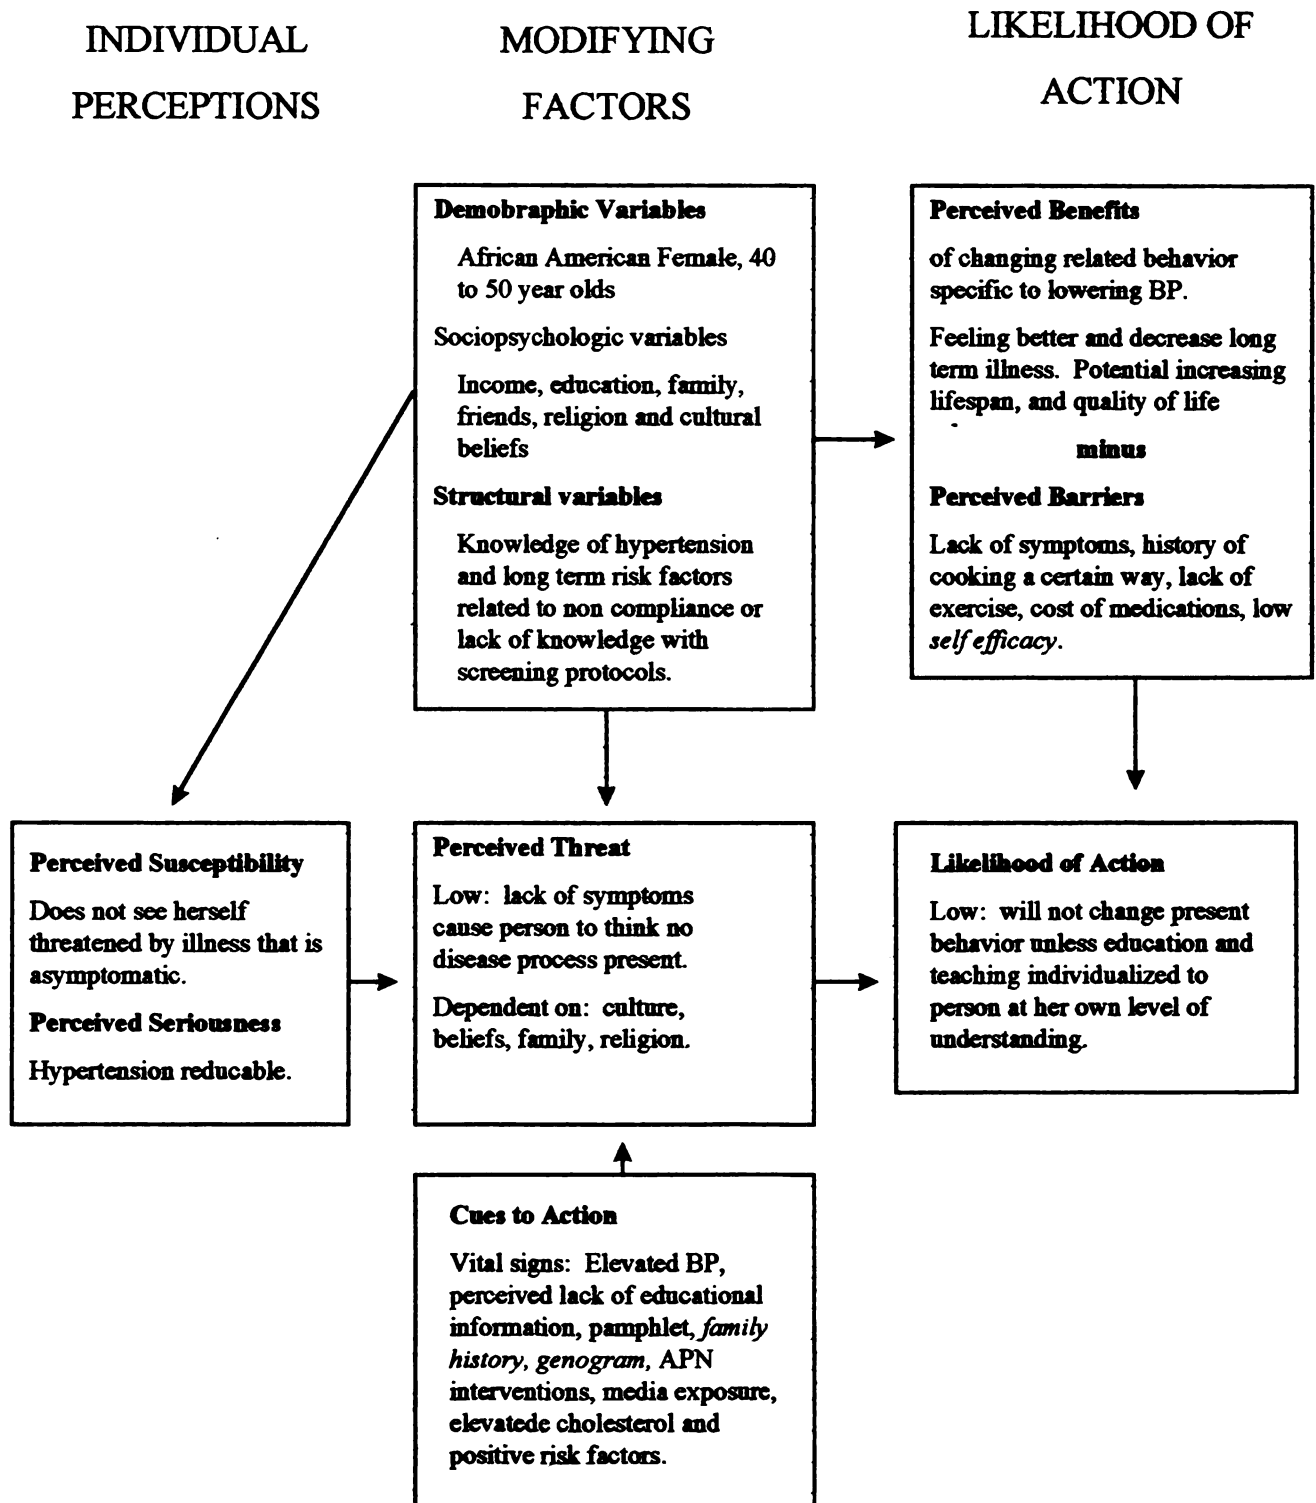 INDIVIDUAL
PERCEPTIONS
MODIFYING
FACTORS
LIKELIHOOD OF
ACTION
Demobraphic Variables
African American Female, 40
to 50 year olds
Sociopsychologic variables
Income, education, family,
friends, religion and cultural
beliefs
Structural variables
Knowledge of hypertension
and long term risk factors
related to non compliance or
lack of knowledge with
screening protocols.
Perceived Benefits
of changing related behavior
specific to lowering BP.
Feeling better and decrease long
term illness. Potential increasing
lifespan, and quality of life
minus
Perceived Barriers
Lack of symptoms, history of
cooking a certain way, lack of
exercise, cost of medications, low
self efficacy.
Perceived Susceptibility
Does not see herself
threatened by illness that is
asymptomatic.
Perceived Seriousness
Hypertension reducable.
Perceived Threat
Low: lack of symptoms
cause person to think no
disease process present.
Dependent on: culture,
beliefs, family, religion.
Likelihood of Action
Low: will not change present
behavior unless education and
teaching individualized to
person at her own level of
understanding.
Cues to Action
Vital signs: Elevated BP,
perceived lack of educational
information, pamphlet, family
history, genogram, APN
interventions, media exposure,
elevatede cholesterol and
positive risk factors.